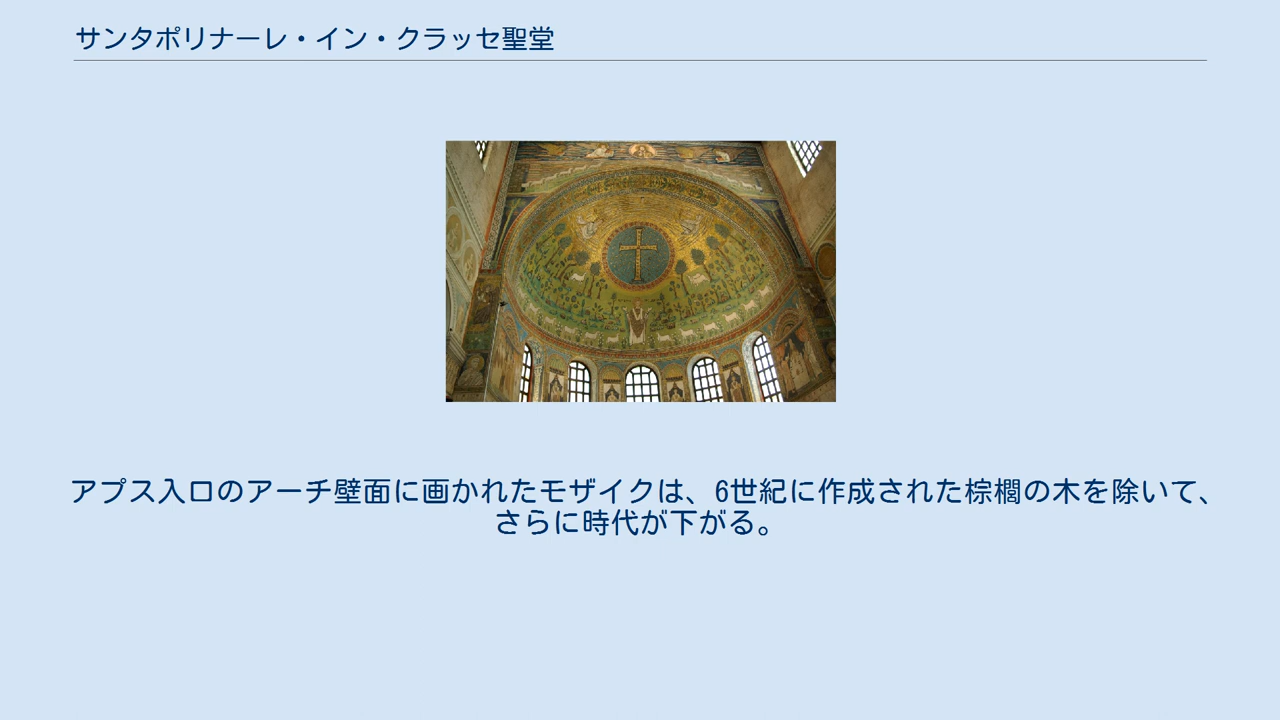 サンタポリナーレ・イン・クラッセ聖堂
アプス入口のアーチ壁面に画かれたモザイクは、6世紀に作成された棕櫚の木を除いて、
さらに時代が下がる。